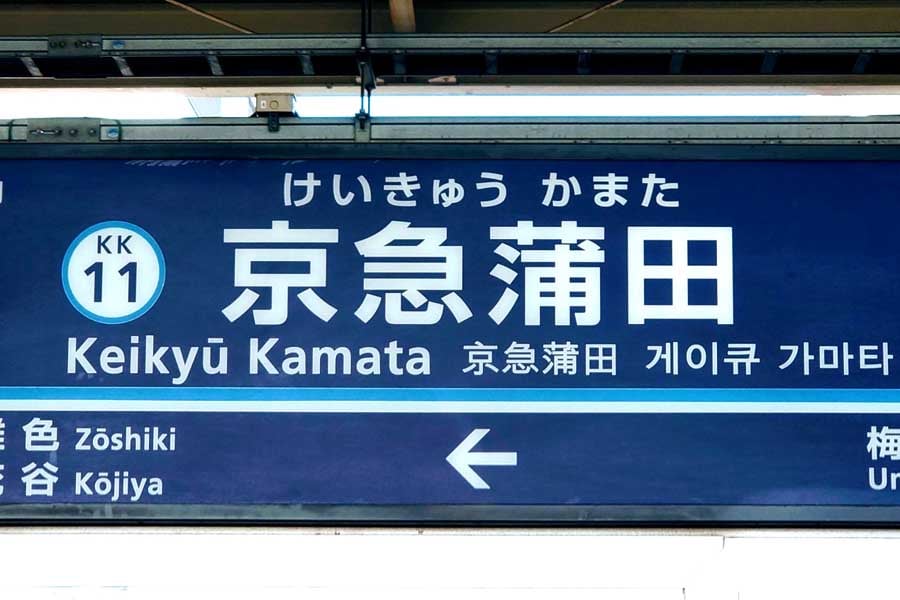 けいきゅう かまた
KK
11
京急蒲田
Keikyū Kamata 京急蒲田 게이큐 가마타
色 Zōshiki
谷 Kōjiya
←
梅